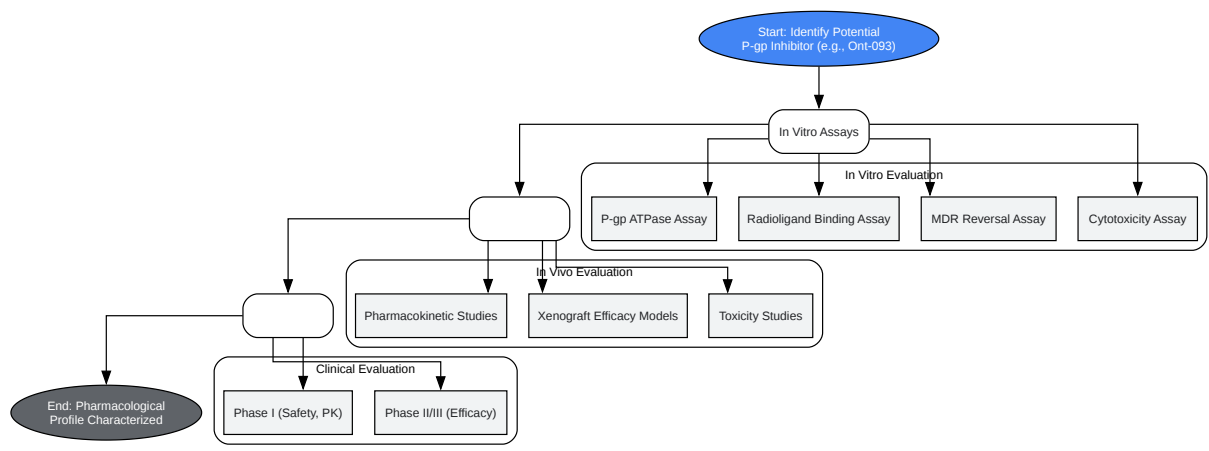 Start: Identify Potential
P-gp Inhibitor (e.g., Ont-093)
In Vitro Assays
In Vitro Evaluation
P-gp ATPase Assay
Radioligand Binding Assay
MDR Reversal Assay
Cytotoxicity Assay
In Vivo Evaluation
Pharmacokinetic Studies
Xenograft Efficacy Models
Toxicity Studies
Clinical Evaluation
Phase I (Safety, PK)
Phase II/III (Efficacy)
End: Pharmacological
Profile Characterized